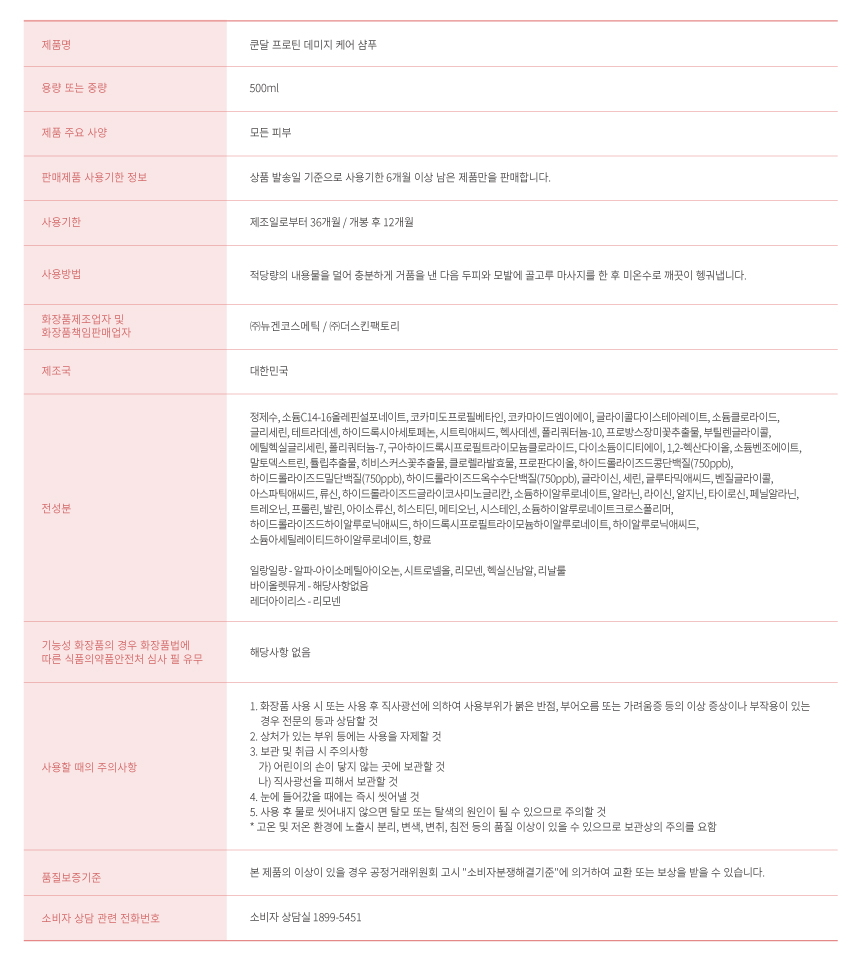 제품명
쿤달 프로틴 데미지 케어 샴푸
용량 또는 중량
500ml
제품 주요 사양
모든 피부
판매제품 사용기한 정보
상품 발송일 기준으로 사용기한 6개월 이상 남은 제품만을 판매합니다.
사용기한
제조일로부터 36개월 / 개봉 후 12개월
사용방법
적당량의 내용물을 덜어 충분하게 거품을 낸 다음 두피와 모발에 골고루 마사지를 한 후 미온수로 깨끗이 헹궈냅니다.
화장품제조업자 및
화장품책임판매업자
㈜뉴겐코스메틱 / ㈜더스킨팩토리
제조국
대한민국
전성분
정제수, 소듐C14-16올레핀설포네이트, 코카미도프로필베타인, 코카마이드엠이에이, 글라이콜다이스테아레이트, 소듐클로라이드,
글리세린, 테트라데센, 하이드록시아세토페논, 시트릭애씨드, 헥사데센, 폴리쿼터늄-10, 프로방스장미꽃추출물, 부틸렌글라이콜,
에틸헥실글리세린, 폴리쿼터늄-7, 구아하이드록시프로필트라이모늄클로라이드, 다이소듐이디티에이, 1,2-헥산다이올, 소듐벤조에이트,
말토덱스트린, 튤립추출물, 히비스커스꽃추출물, 클로렐라발효물, 프로판다이올, 하이드롤라이즈드콩단백질(750ppb),
하이드롤라이즈드밀단백질(750ppb), 하이드롤라이즈드옥수수단백질(750ppb), 글라이신, 세린, 글루타믹애씨드, 벤질글라이콜,
아스파틱애씨드, 류신, 하이드롤라이즈드글라이코사미노글리칸, 소듐하이알루로네이트, 알라닌, 라이신, 알지닌, 타이로신, 페닐알라닌,
트레오닌, 프롤린, 발린, 아이소류신, 히스티딘, 메티오닌, 시스테인, 소듐하이알루로네이트크로스폴리머,
하이드롤라이즈드하이알루로닉애씨드, 하이드록시프로필트라이모늄하이알루로네이트, 하이알루로닉애씨드,
소듐아세틸레이티드하이알루로네이트, 향료
일랑일랑 - 알파-아이소메틸아이오논, 시트로넬올, 리모넨, 헥실신남알, 리날룰
바이올렛뮤게 - 해당사항없음
레더아이리스 - 리모넨
기능성 화장품의 경우 화장품법에
따른 식품의약품안전처 심사 필 유무
해당사항 없음
사용할 때의 주의사항
1. 화장품 사용 시 또는 사용 후 직사광선에 의하여 사용부위가 붉은 반점, 부어오름 또는 가려움증 등의 이상 증상이나 부작용이 있는
경우 전문의 등과 상담할 것
2. 상처가 있는 부위 등에는 사용을 자제할 것
3. 보관 및 취급 시 주의사항
가) 어린이의 손이 닿지 않는 곳에 보관할 것
나) 직사광선을 피해서 보관할 것
4. 눈에 들어갔을 때에는 즉시 씻어낼 것
5. 사용 후 물로 씻어내지 않으면 탈모 또는 탈색의 원인이 될 수 있으므로 주의할 것
* 고온 및 저온 환경에 노출시 분리, 변색, 변취, 침전 등의 품질 이상이 있을 수 있으므로 보관상의 주의를 요함
품질보증기준
본 제품의 이상이 있을 경우 공정거래위원회 고시 "소비자분쟁해결기준"에 의거하여 교환 또는 보상을 받을 수 있습니다.
소비자 상담 관련 전화번호
소비자 상담실 1899-5451